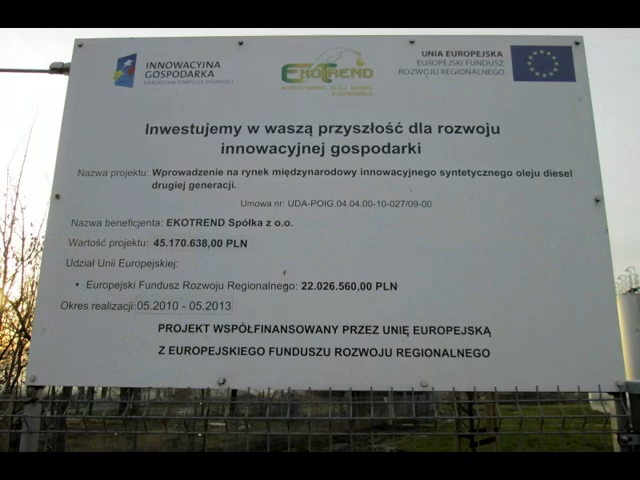 INNOWACYJNA
GOSPODARKA
NARODOWA STRATEGIA SPÓJNOŚCI
EKOTREND
UNIA EUROPEJSKA
EUROPEJSKI FUNDUSZ
ROZWOJU REGIONALNEGO
Inwestujemy w waszą przyszłość dla rozwoju
innowacyjnej gospodarki
Nazwa projektu: Wprowadzenie na rynek międzynarodowy innowacyjnego syntetycznego oleju diesel
drugiej generacji.
Umowa nr: UDA-POIG.04.04.00-10-027/09-00
Nazwa beneficjenta: EKOTREND Spółka z o.o.
Wartość projektu: 45.170.638,00 PLN
Udział Unii Europejskiej:
• Europejski Fundusz Rozwoju Regionalnego: 22.026.560,00 PLN
Okres realizacji:05.2010 - 05.2013
PROJEKT WSPÓŁFINANSOWANY PRZEZ UNIĘ EUROPEJSKĄ
Z EUROPEJSKIEGO FUNDUSZU ROZWOJU REGIONALNEGO